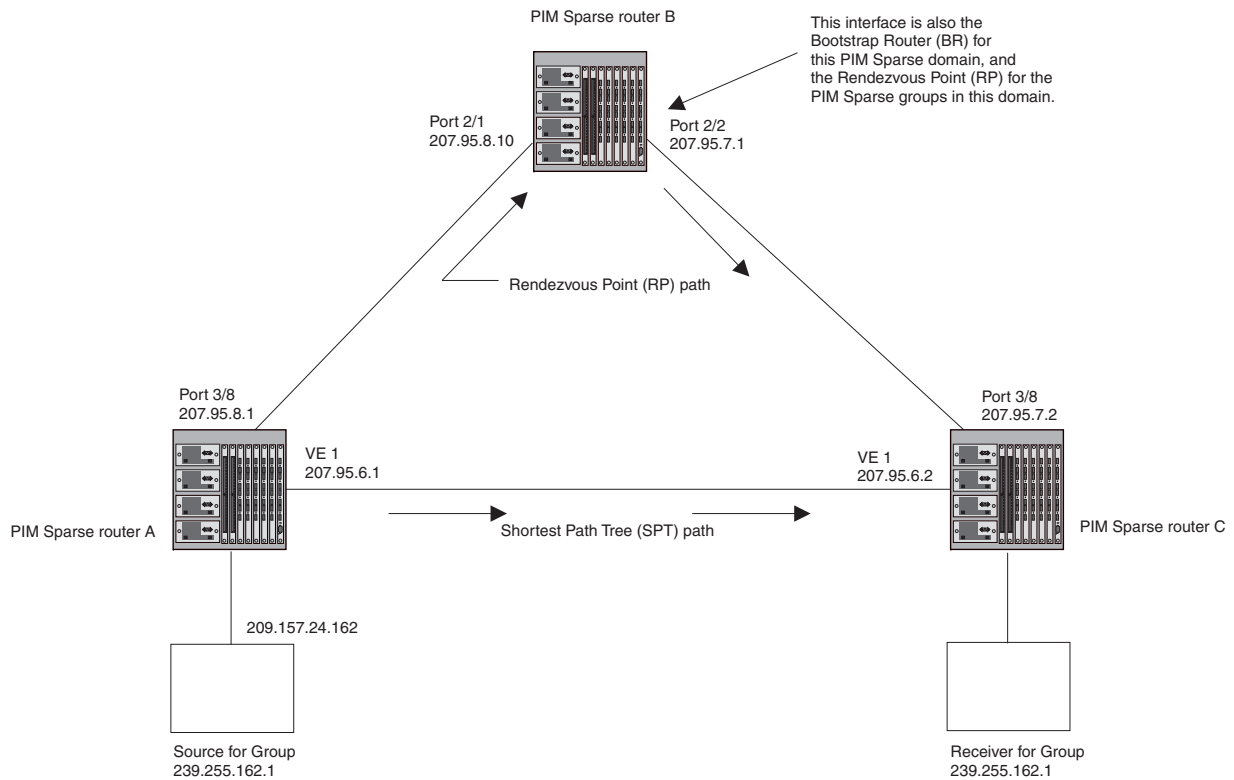 PIM Sparse router B
This interface is also the
Bootstrap Router (BR) for
this PIM Sparse domain, and
the Rendezvous Point (RP) for the
PIM Sparse groups in this domain.
Port 2/1
207.95.8.10
Port 2/2
207.95.7.1
Rendezvous Point (RP) path
Port 3/8
207.95.8.1
Port 3/8
207.95.7.2
VE 1
207.95.6.1
VE 1
207.95.6.2
PIM Sparse router A
Shortest Path Tree (SPT) path
PIM Sparse router C
209.157.24.162
Source for Group
239.255.162.1
Receiver for Group
239.255.162.1